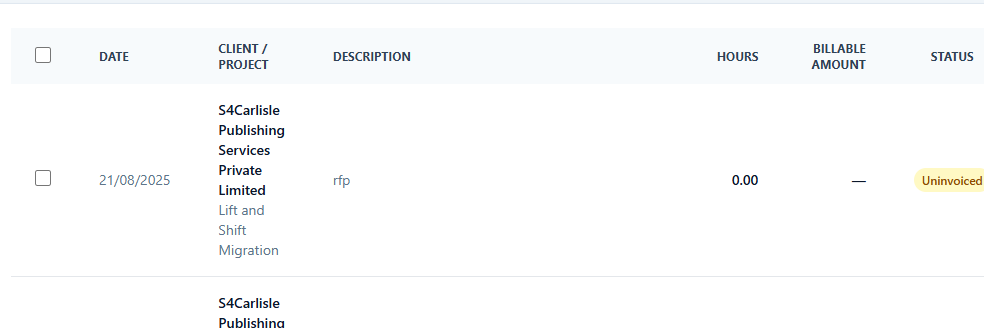 DATE
CLIENT /
PROJECT
DESCRIPTION
HOURS
BILLABLE
AMOUNT
STATUS
21/08/2025
S4Carlisle
Publishing
Services
Private
Limited
Lift and
Shift
Migration
rfp
0.00
—
Uninvoiced
S4Carlisle
Publishing